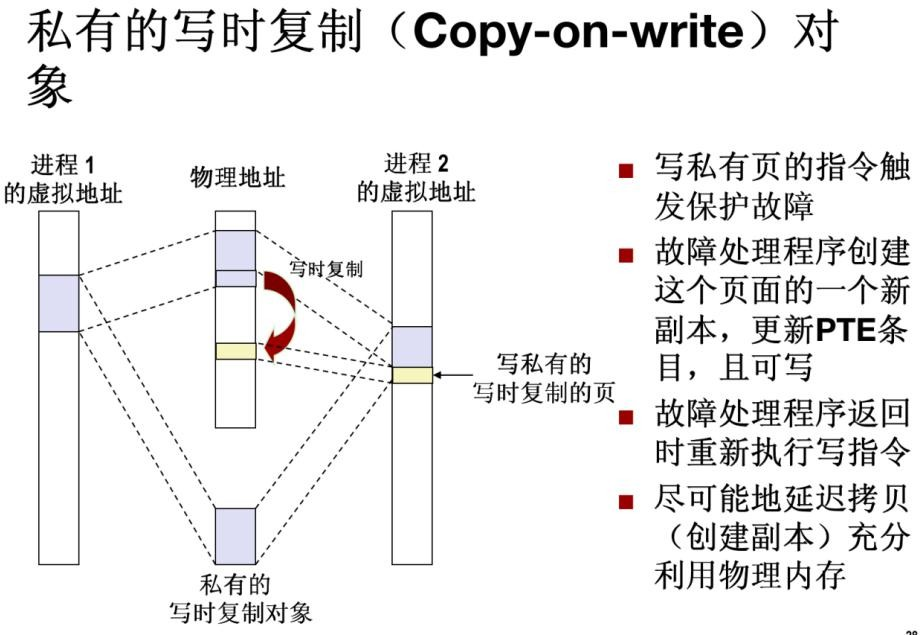 私有的写时复制（Copy-on-write）对
象
进程 1
的虚拟地址
物理地址
进程 2
的虚拟地址
写时复制
写私有的
写时复制的页
私有的
写时复制对象
■ 写私有页的指令触
发保护故障
■ 故障处理程序创建
这个页面的一个新
副本，更新PTE条
目，且可写
■ 故障处理程序返回
时重新执行写指令
■ 尽可能地延迟拷贝
（创建副本）充分
利用物理内存